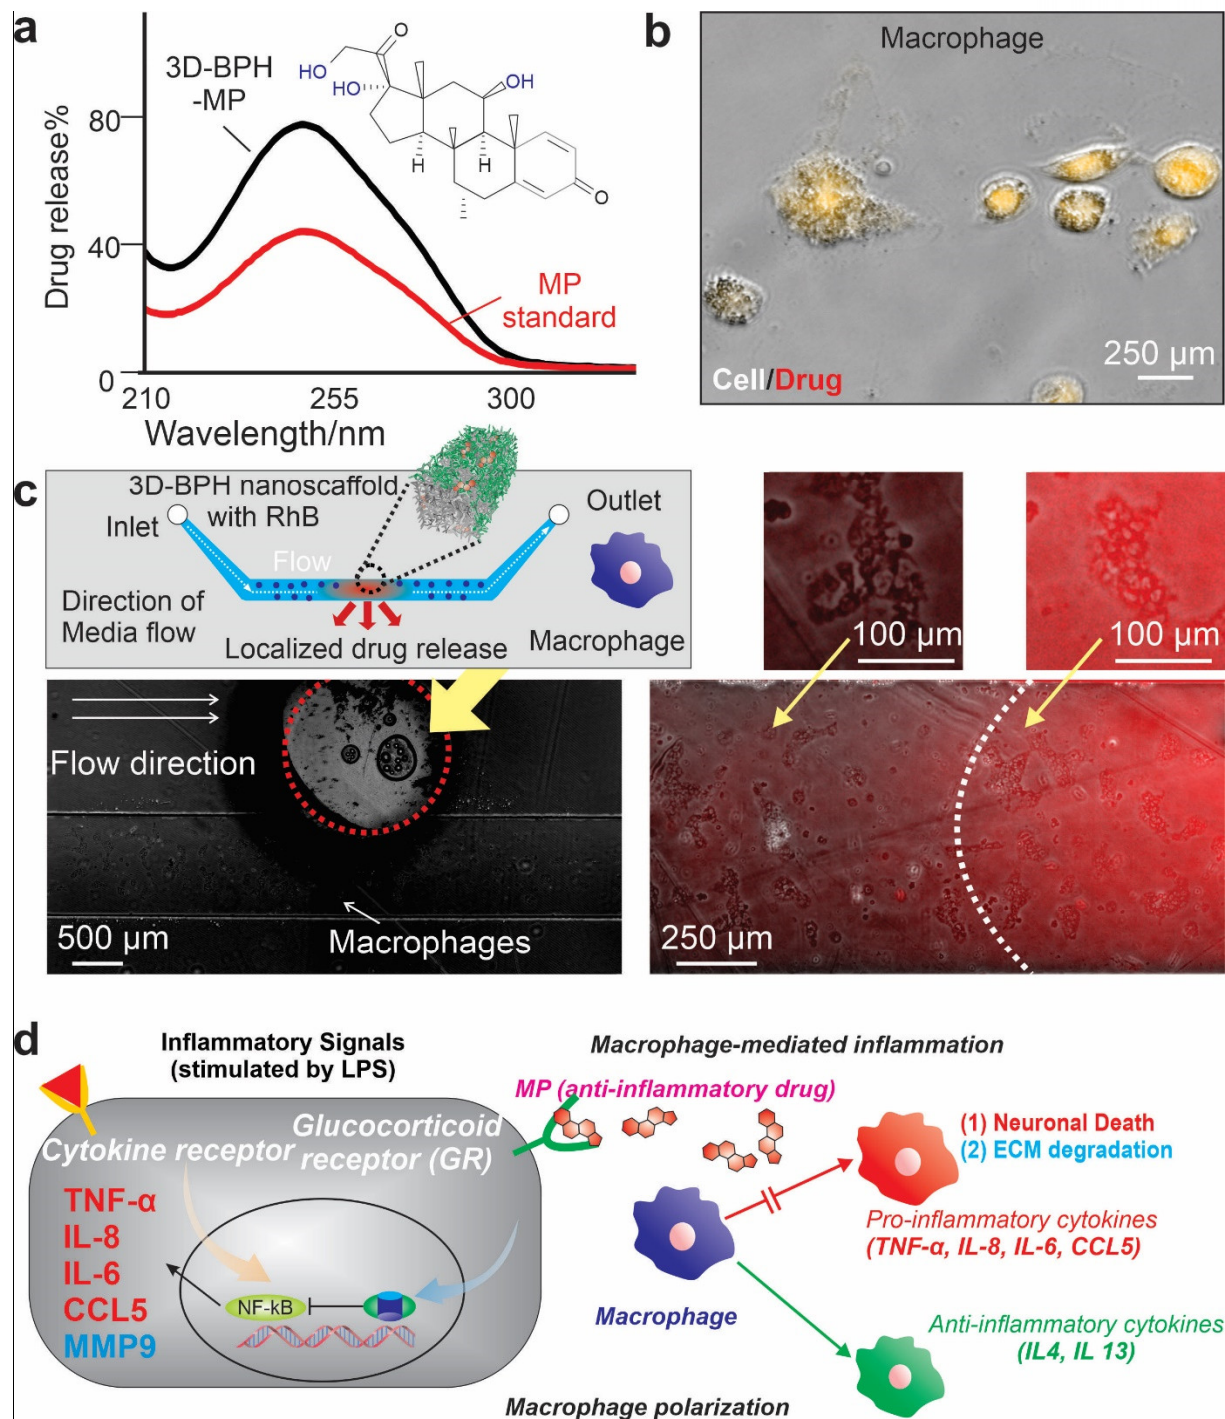 a
3D-BPH
-MP
80
40
0
Drug release%
MP
standard
210
255
300
Wavelength/nm
O
HO
HO
OH
H
H
O
b
Macrophage
Cell/Drug
250 µm
c
3D-BPH nanoscaffold
with RhB
Inlet
Outlet
Flow
Direction of
Media flow
Localized drug release
Macrophage
100 µm
100 µm
Flow direction
500 µm
Macrophages
250 µm
d
Inflammatory Signals
(stimulated by LPS)
Cytokine receptor
Glucocorticoid
receptor (GR)
TNF-α
IL-8
IL-6
CCL5
MMP9
NF-kB
Macrophage-mediated inflammation
MP (anti-inflammatory drug)
(1) Neuronal Death
(2) ECM degradation
Pro-inflammatory cytokines
(TNF-α, IL-8, IL-6, CCL5)
Macrophage
Anti-inflammatory cytokines
(IL4, IL 13)
Macrophage polarization